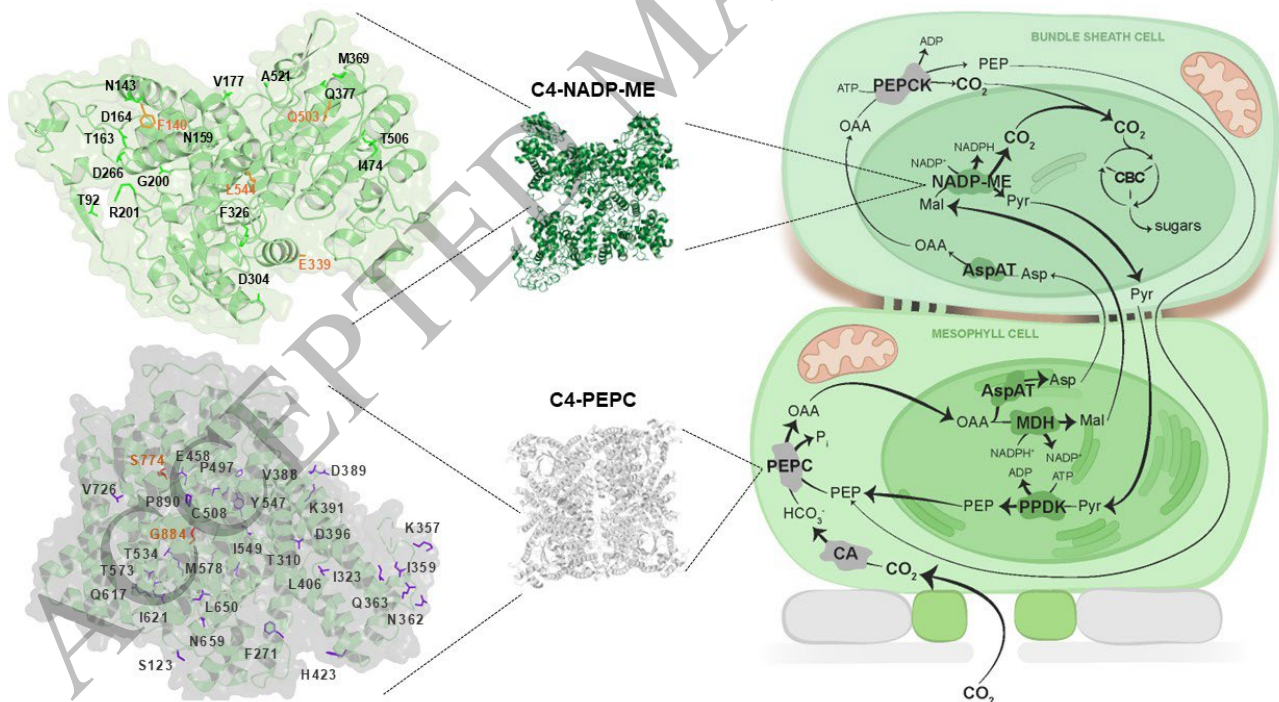 M369
A521
V177
N143
Q377
C4-NADP-ME
D164
F140
Q503
T163
N159
T506
D266
I474
G200
L544
T92
R201
F326
E339
D304
BUNDLE SHEATH CELL
ADP
PEP
ATP
PEPCK
CO2
OAA
CO2
CO2
NADPH
NADP+
NADP-ME
CBC
Mal
Pyr
sugars
OAA
AspAT
Asp
Pyr
MESOPHYLL CELL
C4-PEPC
AspAT
Asp
OAA
OAA
MDH
Mal
Pi
NADPH+
NADP+
PEPC
ADP
ATP
PEP
PEP
PPDK
Pyr
HCO3-
CA
CO2
CO2
S774
E458
P497
V388
D389
V726
P890
Y547
C508
K391
G884
D396
K357
T534
I549
T310
T573
M578
I323
I359
Q617
L406
Q363
L650
I621
N362
N659
S123
F271
H423
ACCEPTED MA